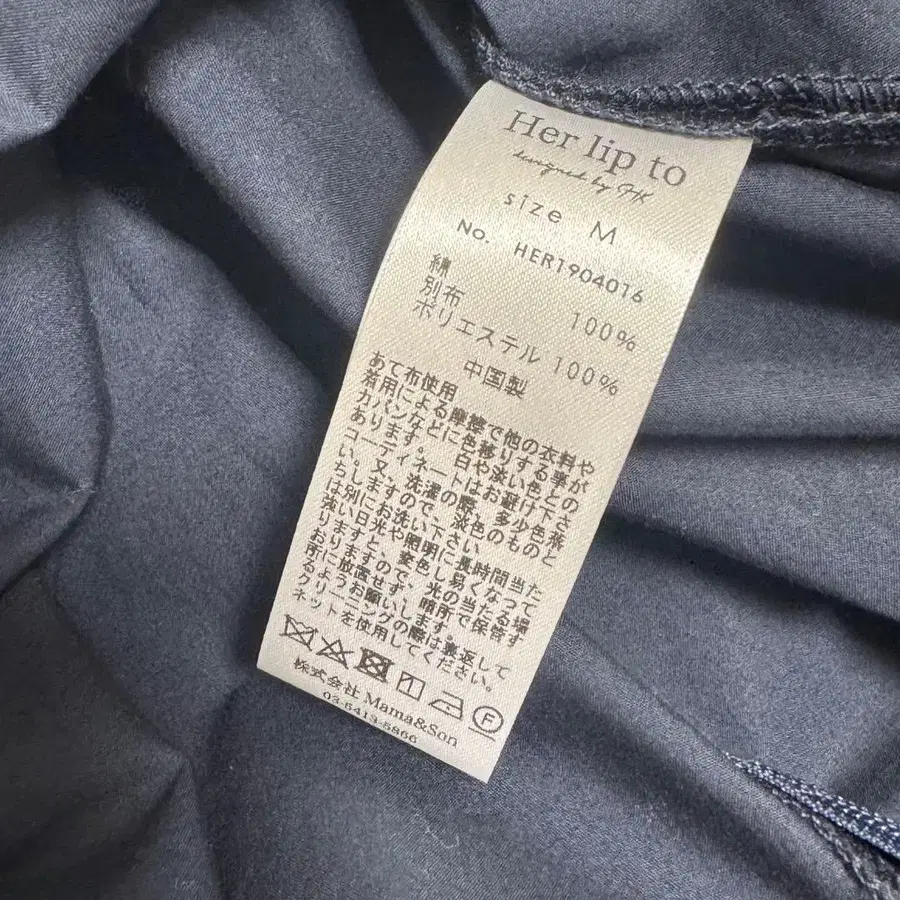 Her lip to
designed by HK
size M
No. HER1904016
綿 100%
別布
ポリエステル 100%
中国製
あて布使用
着用による摩擦で他の衣料や
カバンなどに色移りする事が
あります。白や淡い色との
コーディネートはお避け下さ
い。又、洗濯の際、多少色落
ちしますので、淡色のものと
は別にお洗い下さい。
強い日光や照明に長時間当た
りますと、変色し易くなって
おりますので、光の当たる場
所に放置せず、暗所で保管す
るようお願いします。
クリーニングの際は裏返して
ネットを使用してください。
F
株式会社 Mama&Son
03-6413-5866